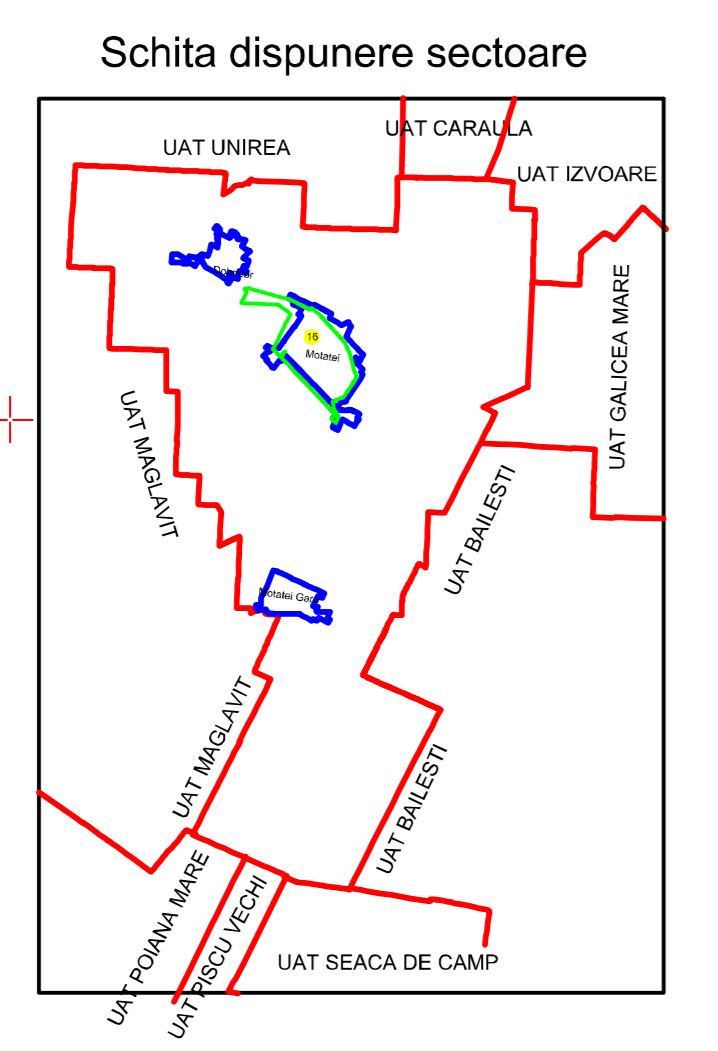 Schita dispunere sectoare
UAT CARAULA
UAT UNIREA
UAT IZVOARE
UAT GALICEA MARE
16
Motatei
UAT MAGLAVIT
UAT BAILESTI
Motatei Gara
UAT MAGLAVIT
UAT BAILESTI
UAT POIANA MARE
UAT PISCU VECHI
UAT SEACA DE CAMP